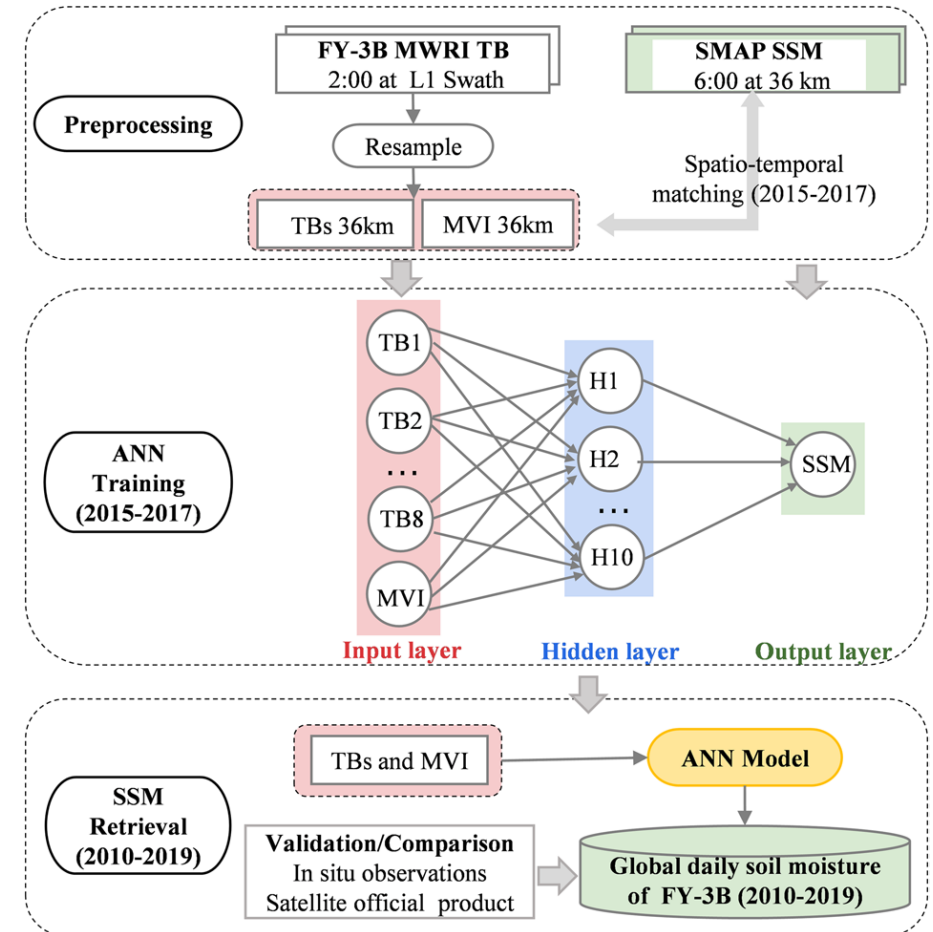 FY-3B MWRI TB
2:00 at L1 Swath
SMAP SSM
6:00 at 36 km
Preprocessing
Resample
Spatio-temporal
matching (2015-2017)
TBs 36km
MVI 36km
ANN
Training
(2015-2017)
TB1
TB2
...
TB8
MVI
H1
H2
...
H10
SSM
Input layer
Hidden layer
Output layer
SSM
Retrieval
(2010-2019)
TBs and MVI
ANN Model
Validation/Comparison
In situ observations
Satellite official product
Global daily soil moisture
of FY-3B (2010-2019)